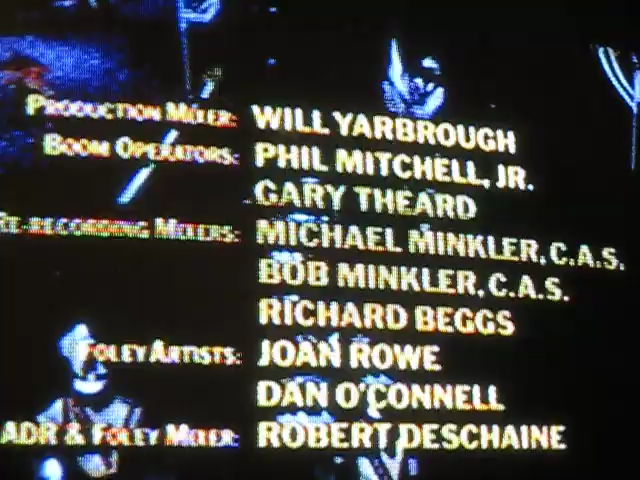 PRODUCTION MIXER: WILL YARBROUGH
BOOM OPERATORS: PHIL MITCHELL, JR.
GARY THEARD
RE-RECORDING MIXERS: MICHAEL MINKLER, C.A.S.
BOB MINKLER, C.A.S.
RICHARD BEGGS
FOLEY ARTISTS: JOAN ROWE
DAN O'CONNELL
ADR & FOLEY MIXER: ROBERT DESCHAINE